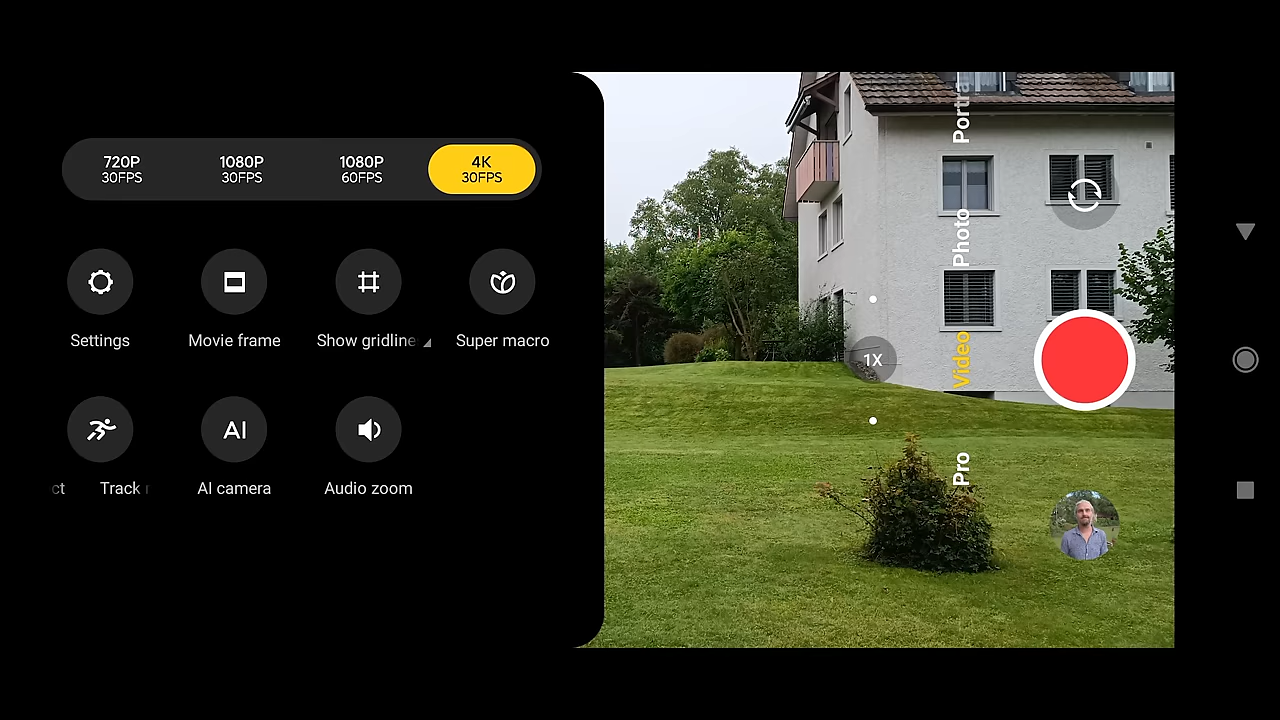 720P
30FPS
1080P
30FPS
1080P
60FPS
4K
30FPS
Settings
Movie frame
Show gridline
Super macro
ct Track
AI
AI camera
Audio zoom
1X
Portra
Photo
Video
Pro